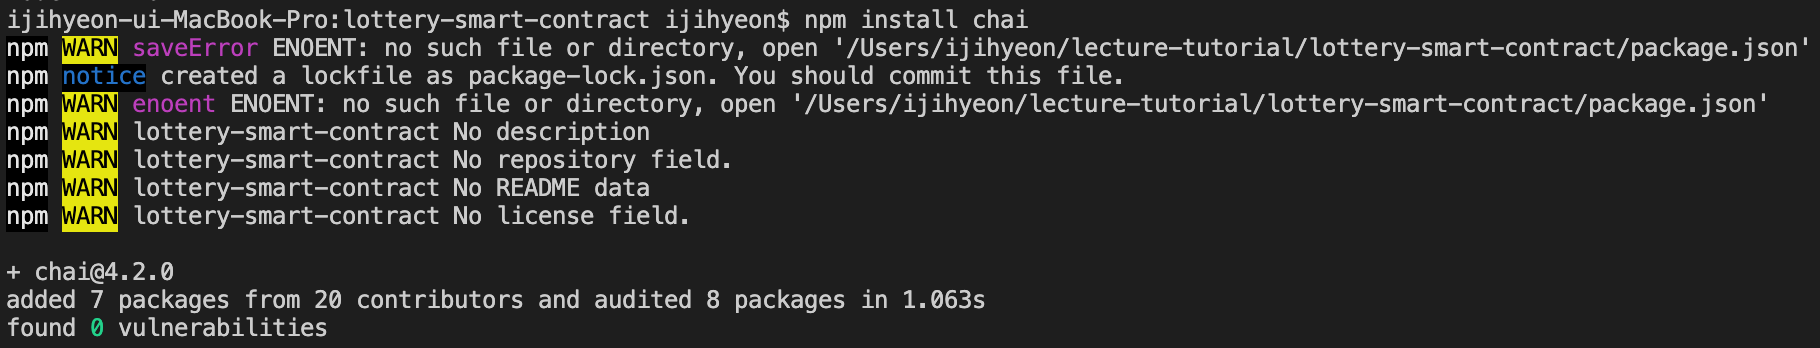 ijihyeon-ui-MacBook-Pro:lottery-smart-contract ijihyeon$ npm install chai
npm WARN saveError ENOENT: no such file or directory, open '/Users/ijihyeon/lecture-tutorial/lottery-smart-contract/package.json'
npm notice created a lockfile as package-lock.json. You should commit this file.
npm WARN enoent ENOENT: no such file or directory, open '/Users/ijihyeon/lecture-tutorial/lottery-smart-contract/package.json'
npm WARN lottery-smart-contract No description
npm WARN lottery-smart-contract No repository field.
npm WARN lottery-smart-contract No README data
npm WARN lottery-smart-contract No license field.
+ chai@4.2.0
added 7 packages from 20 contributors and audited 8 packages in 1.063s
found 0 vulnerabilities